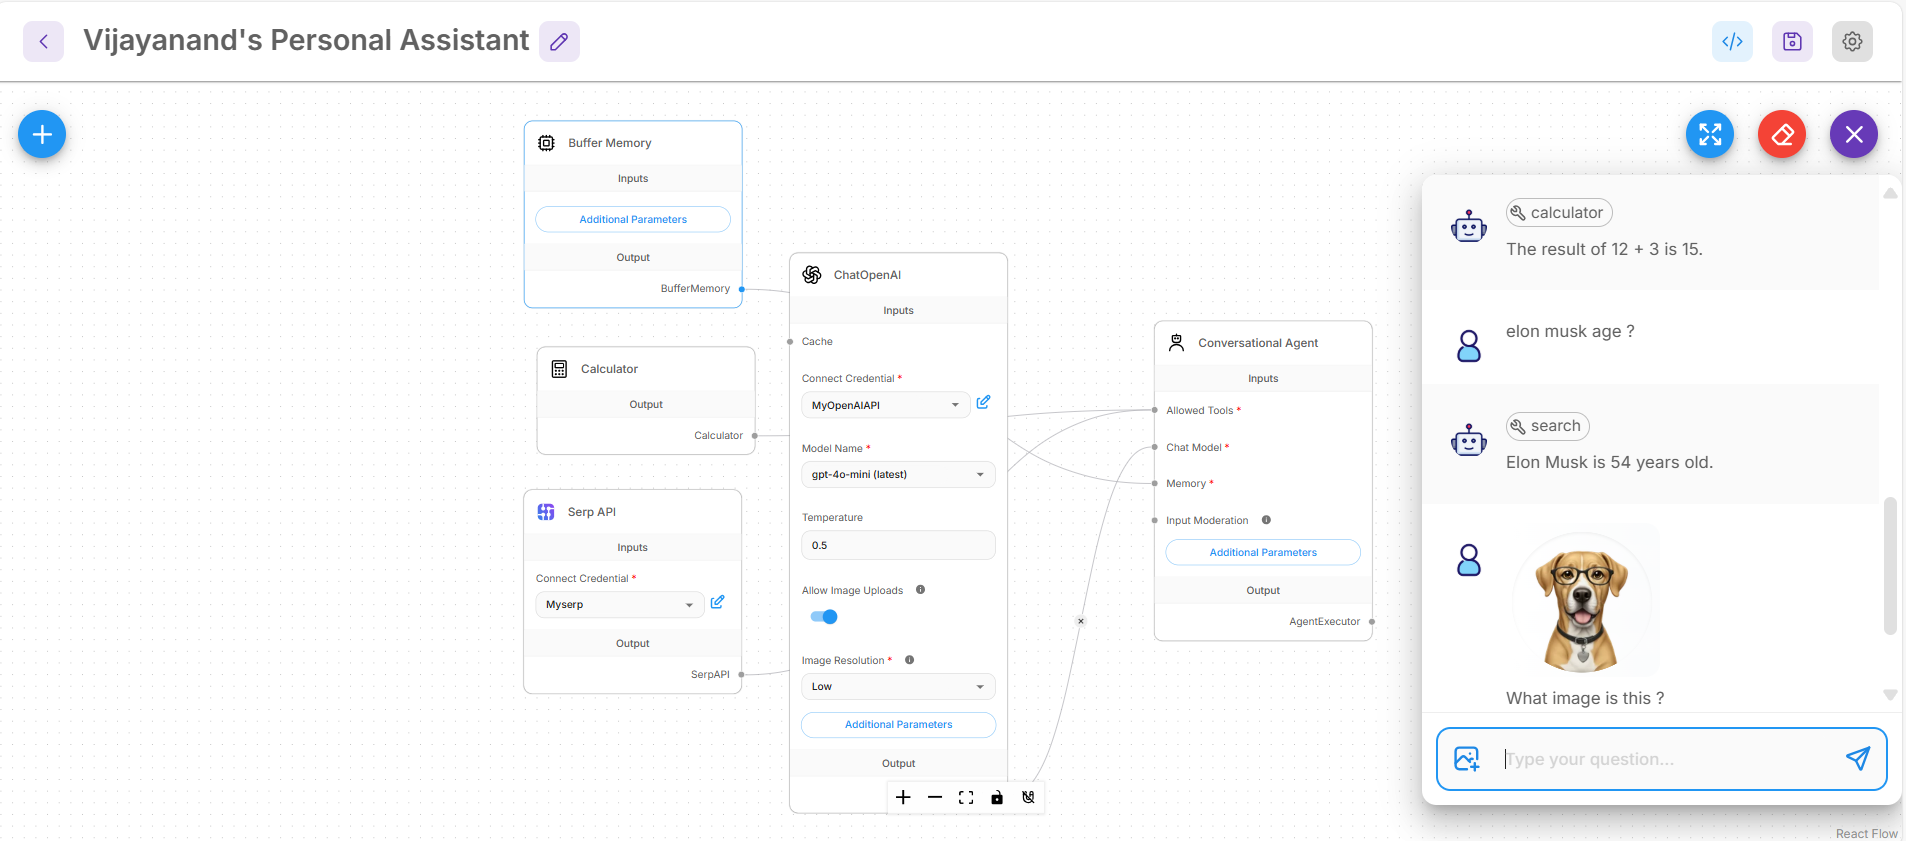 Vijayanand's Personal Assistant
Buffer Memory
Inputs
Additional Parameters
Output
BufferMemory
Calculator
Output
Calculator
Serp API
Inputs
Connect Credential *
Myserp
Output
SerpAPI
ChatOpenAI
Inputs
Cache
Connect Credential *
MyOpenAIAPI
Model Name *
gpt-4o-mini (latest)
Temperature
0.5
Allow Image Uploads
Image Resolution *
Low
Additional Parameters
Output
Conversational Agent
Inputs
Allowed Tools *
Chat Model *
Memory *
Input Moderation
Additional Parameters
Output
AgentExecutor
calculator
The result of 12 + 3 is 15.
elon musk age ?
search
Elon Musk is 54 years old.
What image is this ?
Type your question...
React Flow